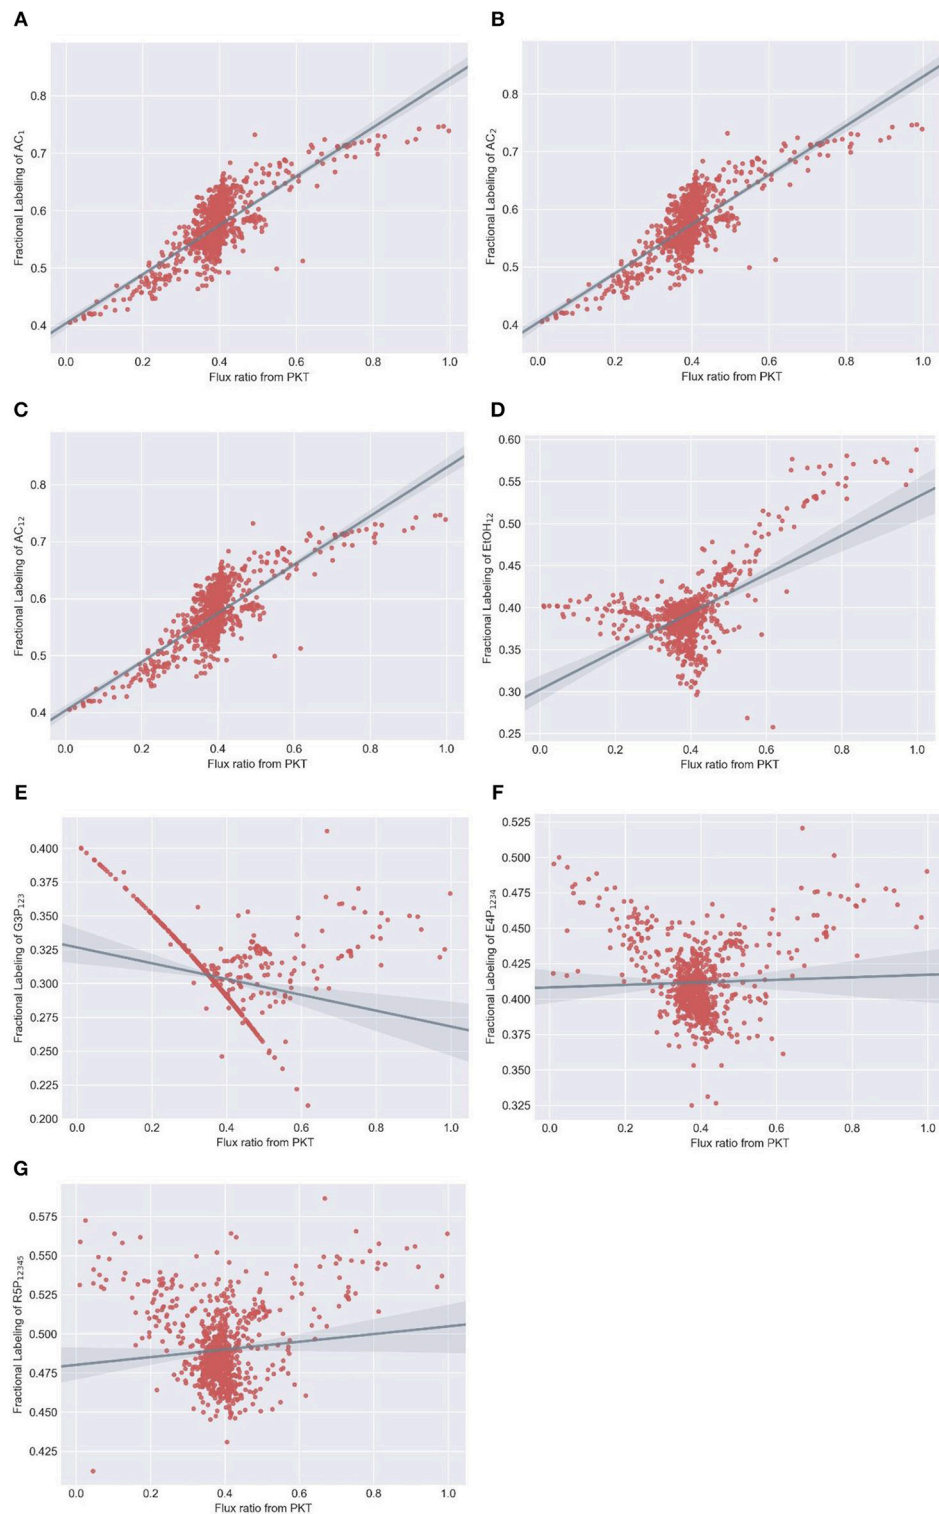 A
0.8
0.7
0.6
0.5
0.4
Fractional Labeling of AC₁
0.0 0.2 0.4 0.6 0.8 1.0
Flux ratio from PKT
B
0.8
0.7
0.6
0.5
0.4
Fractional Labeling of AC₂
0.0 0.2 0.4 0.6 0.8 1.0
Flux ratio from PKT
C
0.8
0.7
0.6
0.5
0.4
Fractional Labeling of AC₁₂
0.0 0.2 0.4 0.6 0.8 1.0
Flux ratio from PKT
D
0.60
0.55
0.50
0.45
0.40
0.35
0.30
0.25
Fractional Labeling of EtOH₁₂
0.0 0.2 0.4 0.6 0.8 1.0
Flux ratio from PKT
E
0.400
0.375
0.350
0.325
0.300
0.275
0.250
0.225
0.200
Fractional Labeling of G3P₁₂₃
0.0 0.2 0.4 0.6 0.8 1.0
Flux ratio from PKT
F
0.525
0.500
0.475
0.450
0.425
0.400
0.375
0.350
0.325
Fractional Labeling of E4P₁₂₃₄
0.0 0.2 0.4 0.6 0.8 1.0
Flux ratio from PKT
G
0.575
0.550
0.525
0.500
0.475
0.450
0.425
Fractional Labeling of R5P₁₂₃₄₅
0.0 0.2 0.4 0.6 0.8 1.0
Flux ratio from PKT